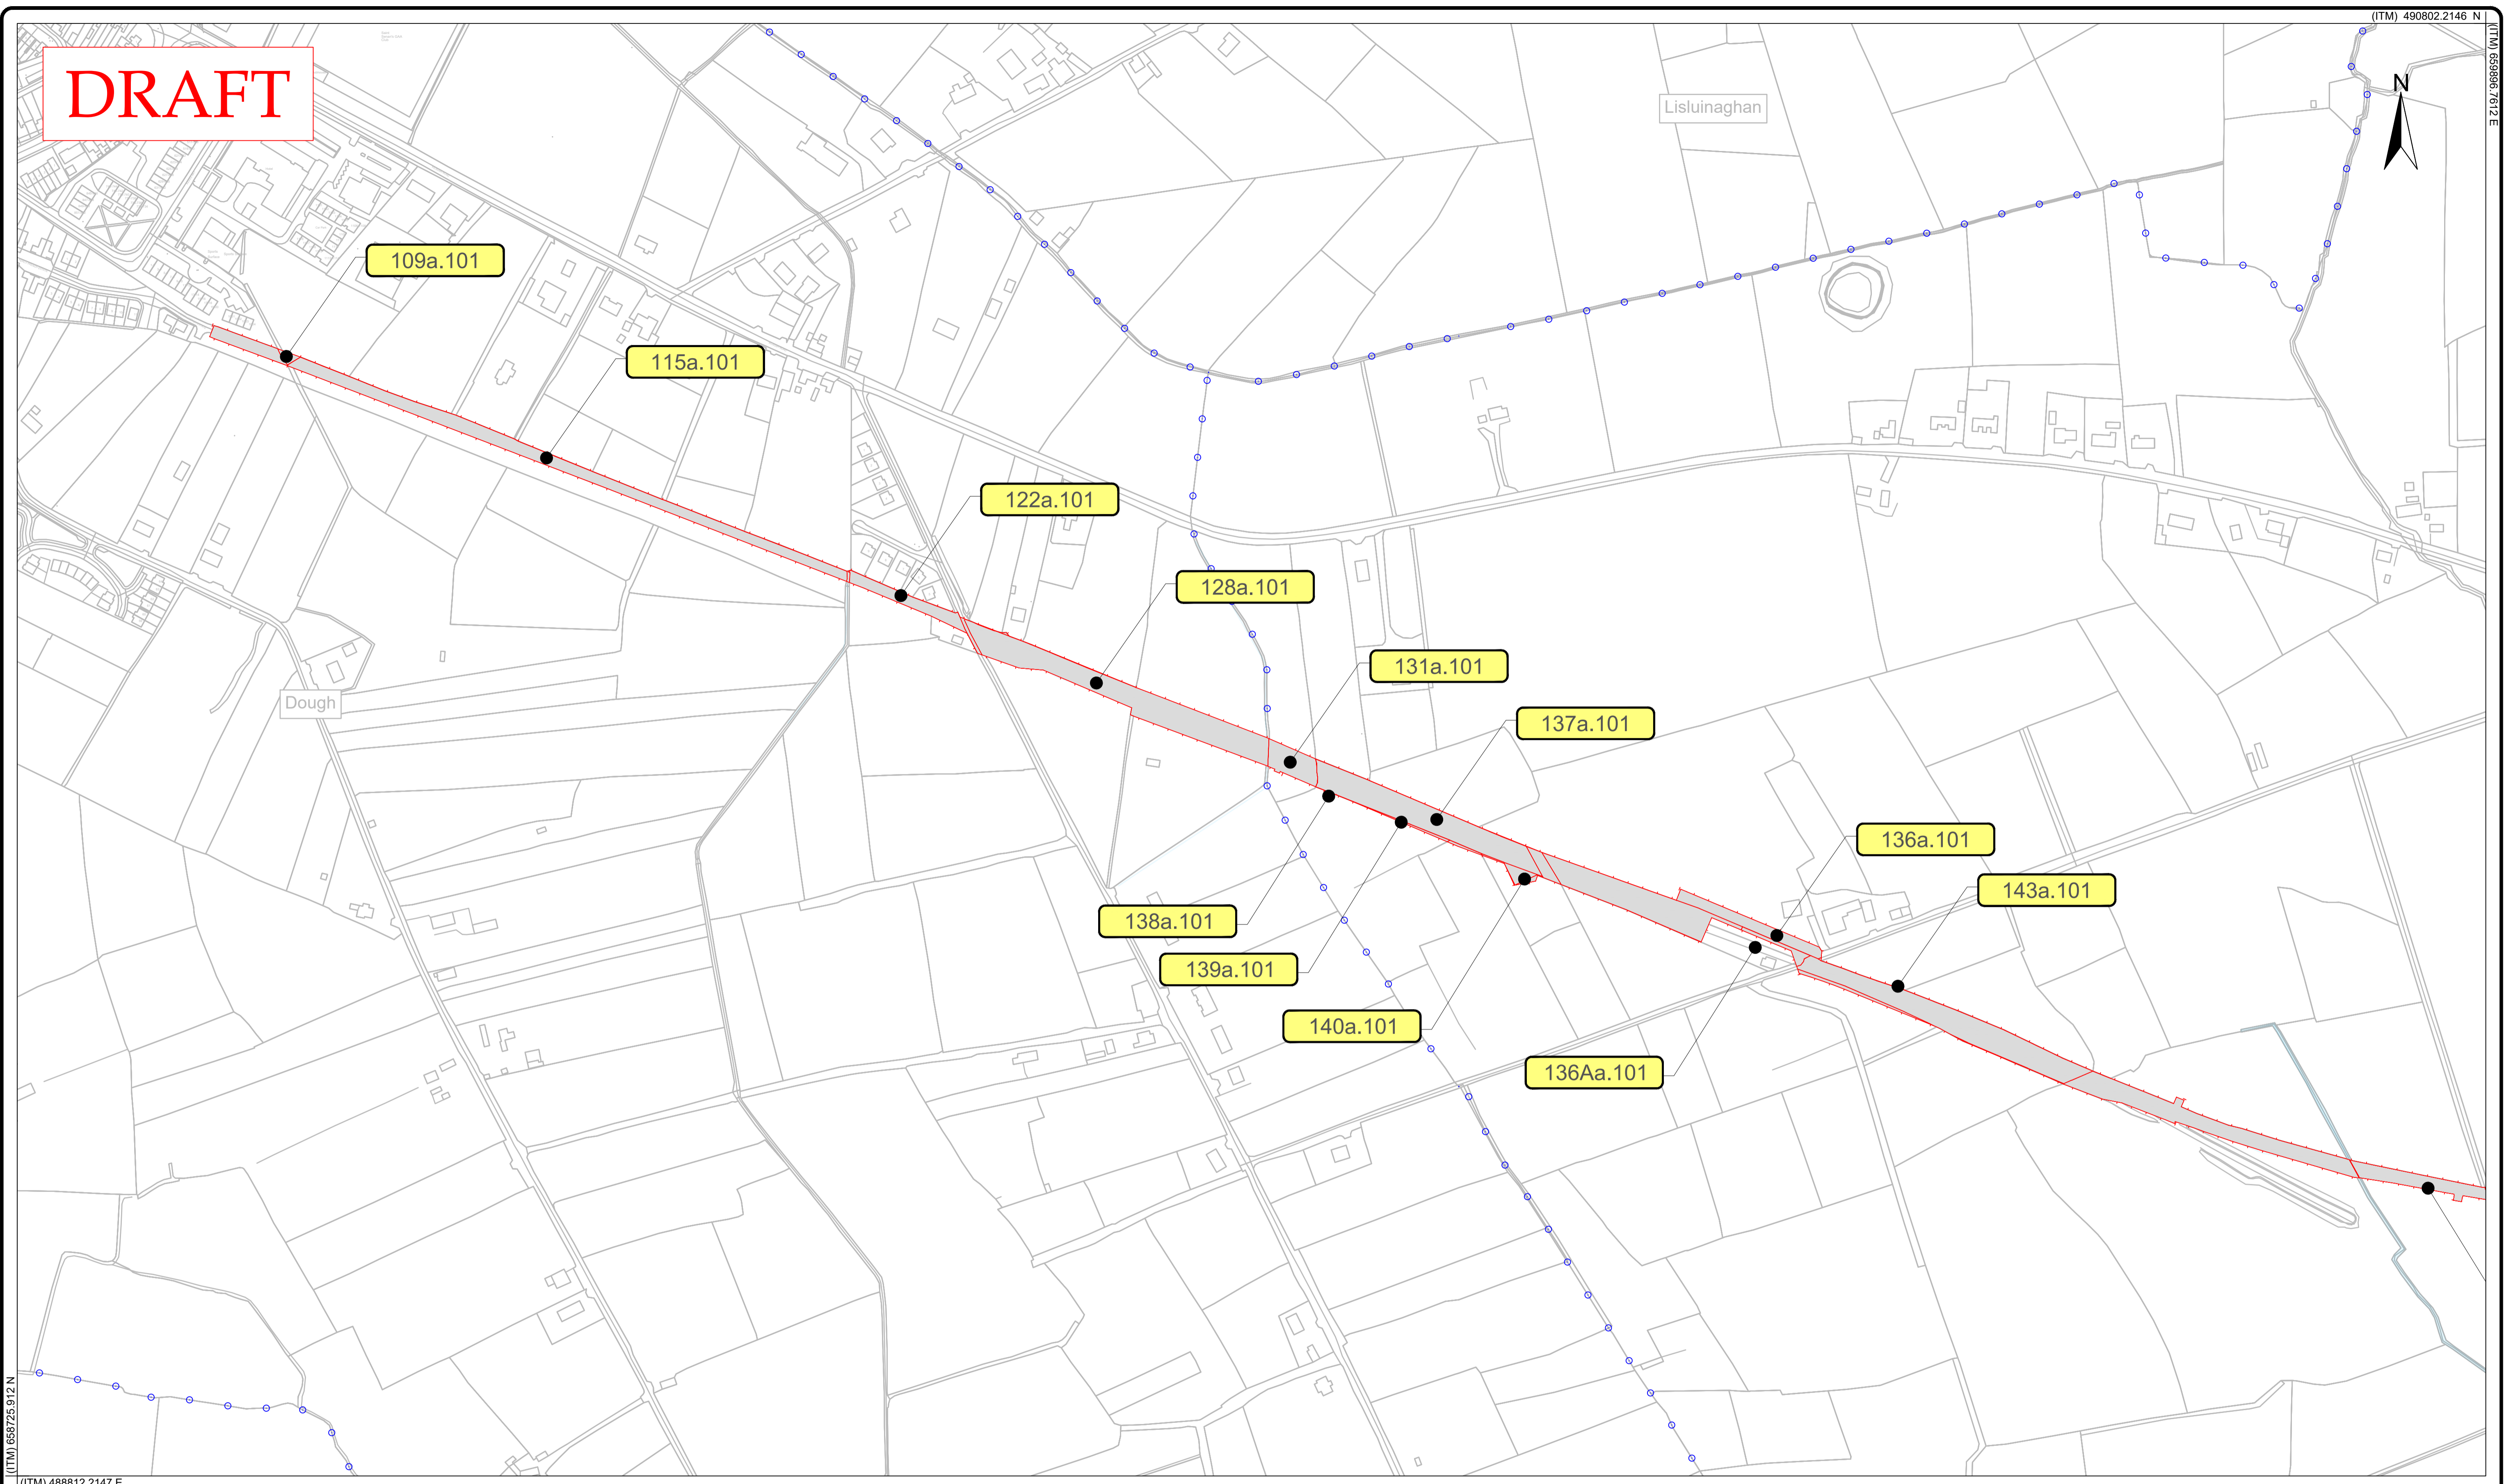 (ITM) 490802.2146 N
(ITM) 659896.7612 E
DRAFT
N
Lisluinaghan
109a.101
115a.101
122a.101
128a.101
131a.101
Dough
137a.101
136a.101
143a.101
138a.101
139a.101
140a.101
136Aa.101
(ITM) 658725.912 N
(ITM) 488812.2147 E